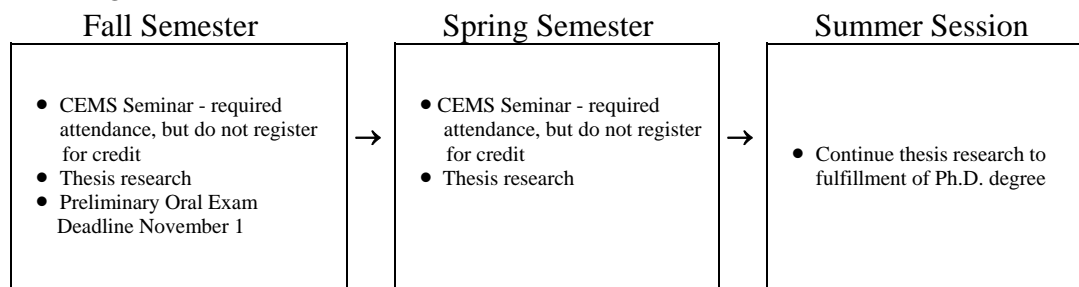 Fall Semester
• CEMS Seminar - required
attendance, but do not register
for credit
• Thesis research
• Preliminary Oral Exam
Deadline November 1
→
Spring Semester
• CEMS Seminar - required
attendance, but do not register
for credit
• Thesis research
→
Summer Session
• Continue thesis research to
fulfillment of Ph.D. degree